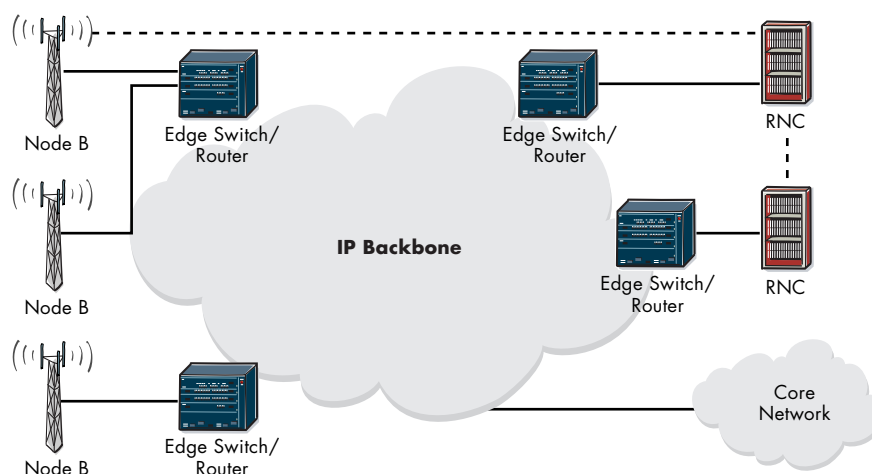 Node B
Edge Switch/
Router
Edge Switch/
Router
RNC
Node B
IP Backbone
Edge Switch/
Router
RNC
Node B
Edge Switch/
Router
Core
Network